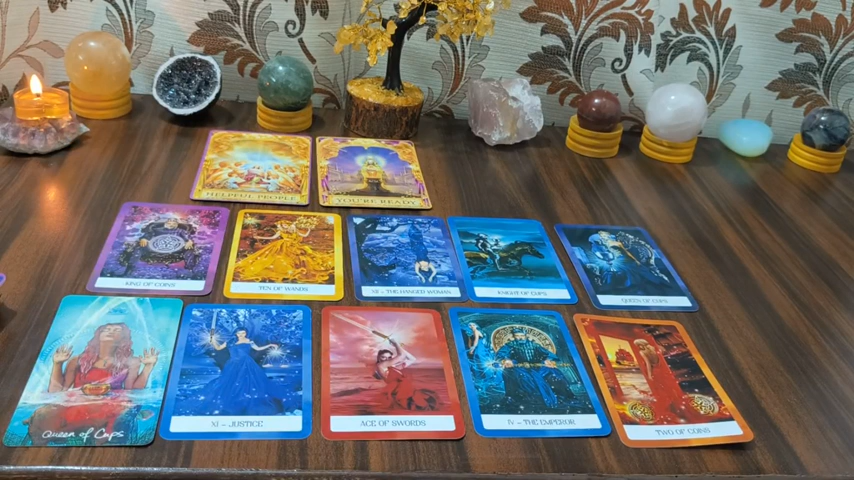 HELPFUL PEOPLE
YOU'RE READY
KING OF COINS
TEN OF WANDS
XII - THE HANGED WOMAN
KNIGHT OF CUPS
QUEEN OF CUPS
Queen of Cups
XI - JUSTICE
ACE OF SWORDS
IV - THE EMPEROR
TWO OF COINS